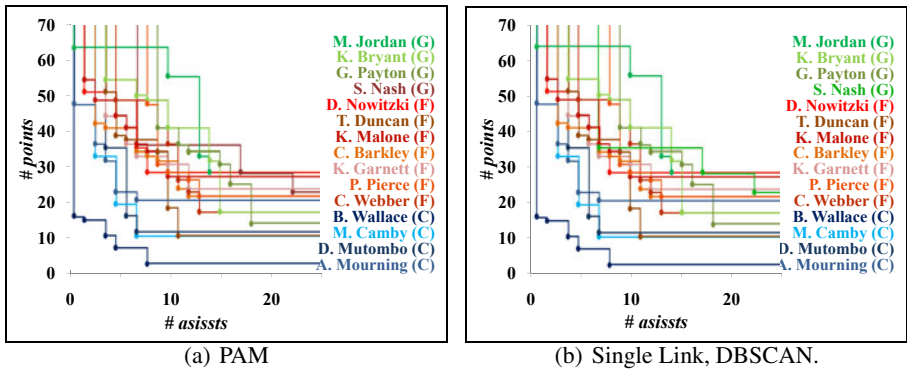 70
60
50
40
30
20
10
0
# points
M. Jordan (G)
K. Bryant (G)
G. Payton (G)
S. Nash (G)
D. Nowitzki (F)
T. Duncan (F)
K. Malone (F)
C. Barkley (F)
K. Garnett (F)
P. Pierce (F)
C. Webber (F)
B. Wallace (C)
M. Camby (C)
D. Mutombo (C)
A. Mourning (C)
0 10 20
# asissts
(a) PAM
70
60
50
40
30
20
10
0
# points
M. Jordan (G)
K. Bryant (G)
G. Payton (G)
S. Nash (G)
D. Nowitzki (F)
T. Duncan (F)
K. Malone (F)
C. Barkley (F)
K. Garnett (F)
P. Pierce (F)
C. Webber (F)
B. Wallace (C)
M. Camby (C)
D. Mutombo (C)
A. Mourning (C)
0 10 20
# asissts
(b) Single Link, DBSCAN.